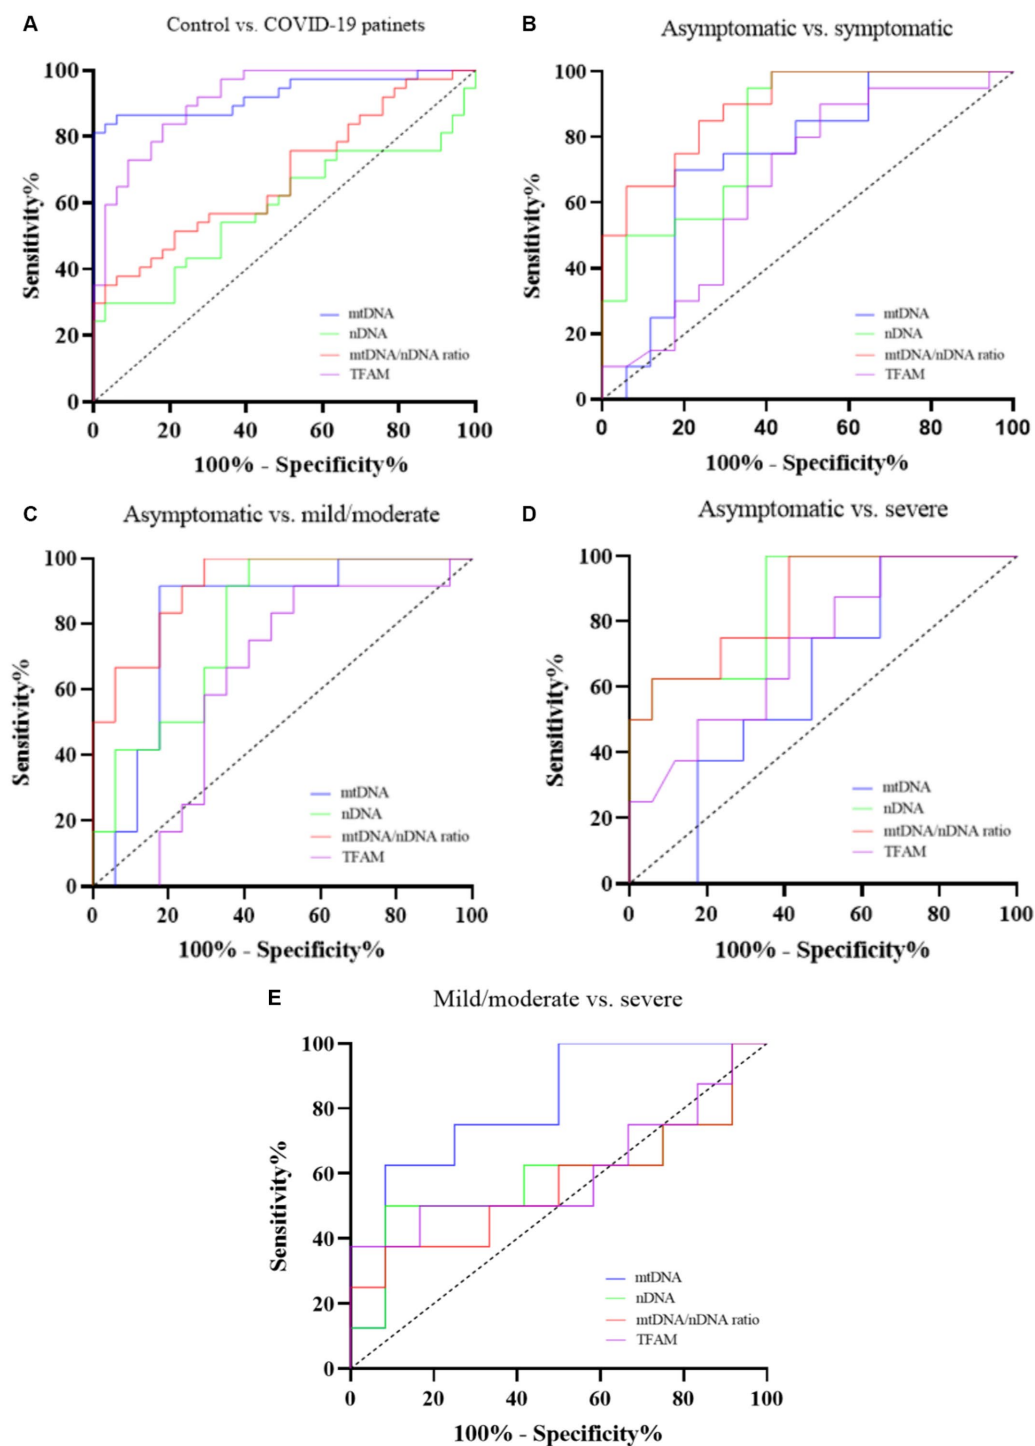 A
Control vs. COVID-19 patinets
Sensitivity%
100
80
60
40
20
0
mtDNA
nDNA
mtDNA/nDNA ratio
TFAM
0 20 40 60 80 100
100% - Specificity%
B
Asymptomatic vs. symptomatic
Sensitivity%
100
80
60
40
20
0
mtDNA
nDNA
mtDNA/nDNA ratio
TFAM
0 20 40 60 80 100
100% - Specificity%
C
Asymptomatic vs. mild/moderate
Sensitivity%
100
80
60
40
20
0
mtDNA
nDNA
mtDNA/nDNA ratio
TFAM
0 20 40 60 80 100
100% - Specificity%
D
Asymptomatic vs. severe
Sensitivity%
100
80
60
40
20
0
mtDNA
nDNA
mtDNA/nDNA ratio
TFAM
0 20 40 60 80 100
100% - Specificity%
E
Mild/moderate vs. severe
Sensitivity%
100
80
60
40
20
0
mtDNA
nDNA
mtDNA/nDNA ratio
TFAM
0 20 40 60 80 100
100% - Specificity%